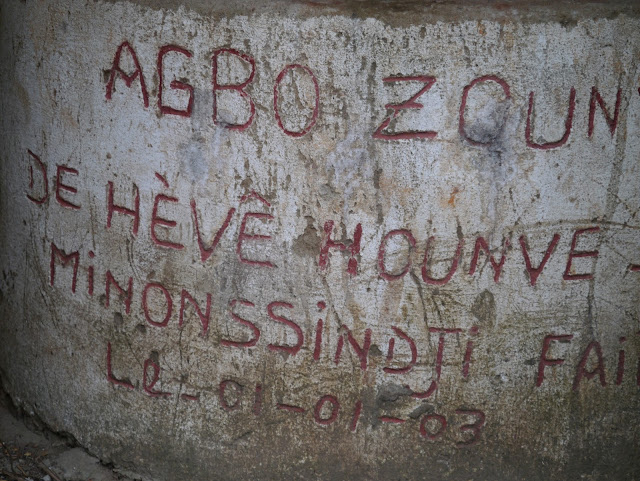 AGBO ZOUN
DE HÈVÊ HOUNVE-
MiNONSSiNDJi FAi
Le-01-01-03